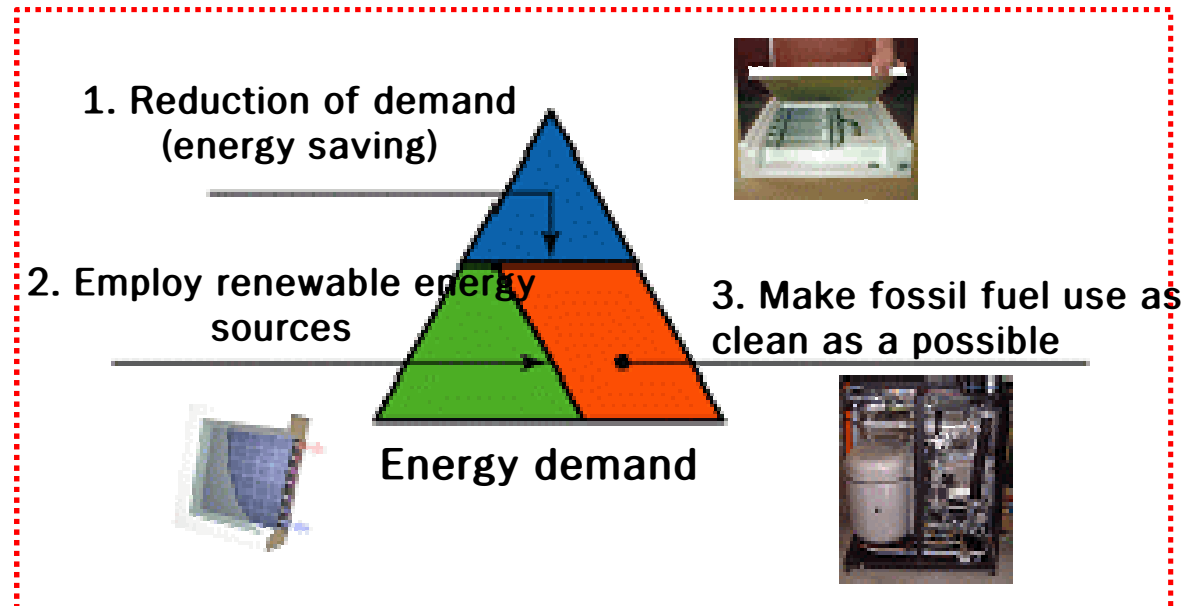 1. Reduction of demand
(energy saving)
2. Employ renewable energy
sources
3. Make fossil fuel use as
clean as a possible
Energy demand